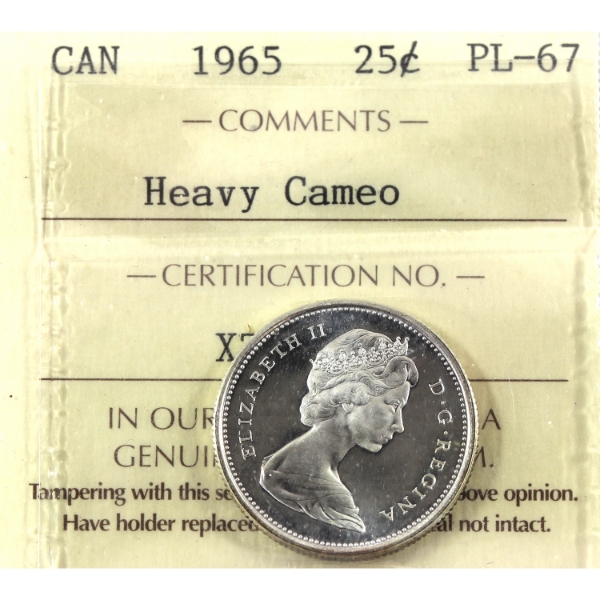 CAN 1965 25¢ PL-67
— COMMENTS —
Heavy Cameo
— CERTIFICATION NO. —
IN OUR A
Tampering with this opinion.
Have holder not intact.
ELIZABETH II D·G·REGINA